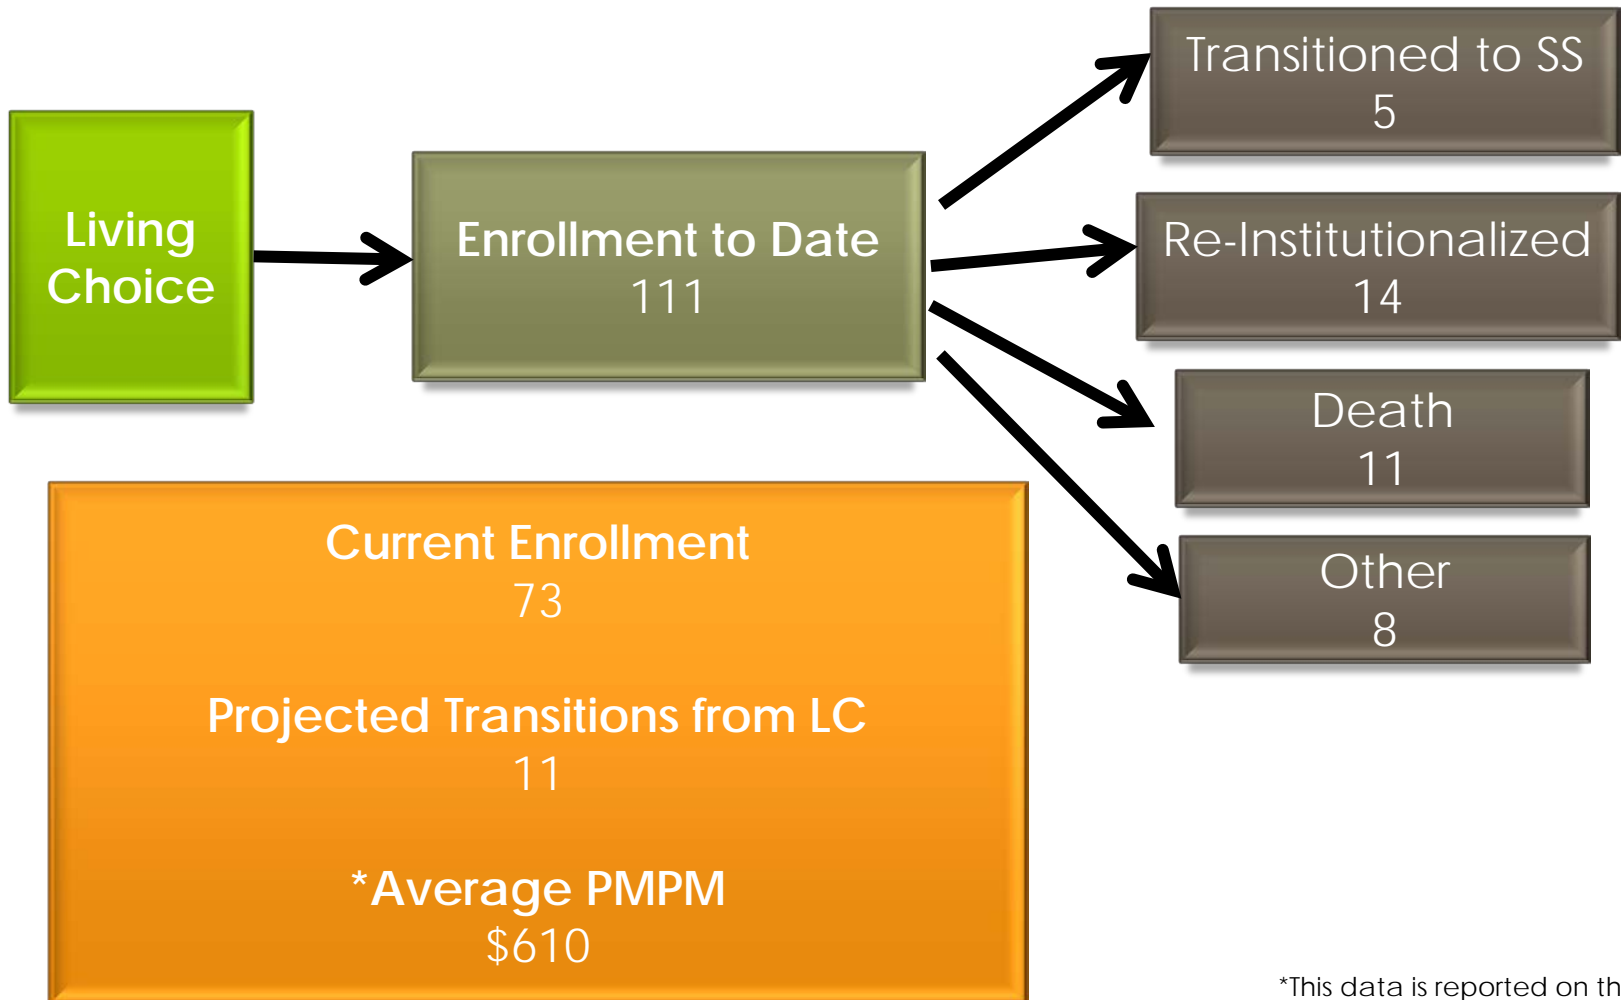 Living
Choice
Enrollment to Date
111
Transitioned to SS
5
Re-Institutionalized
14
Death
11
Other
8
Current Enrollment
73
Projected Transitions from LC
11
*Average PMPM
$610
*This data is reported on th